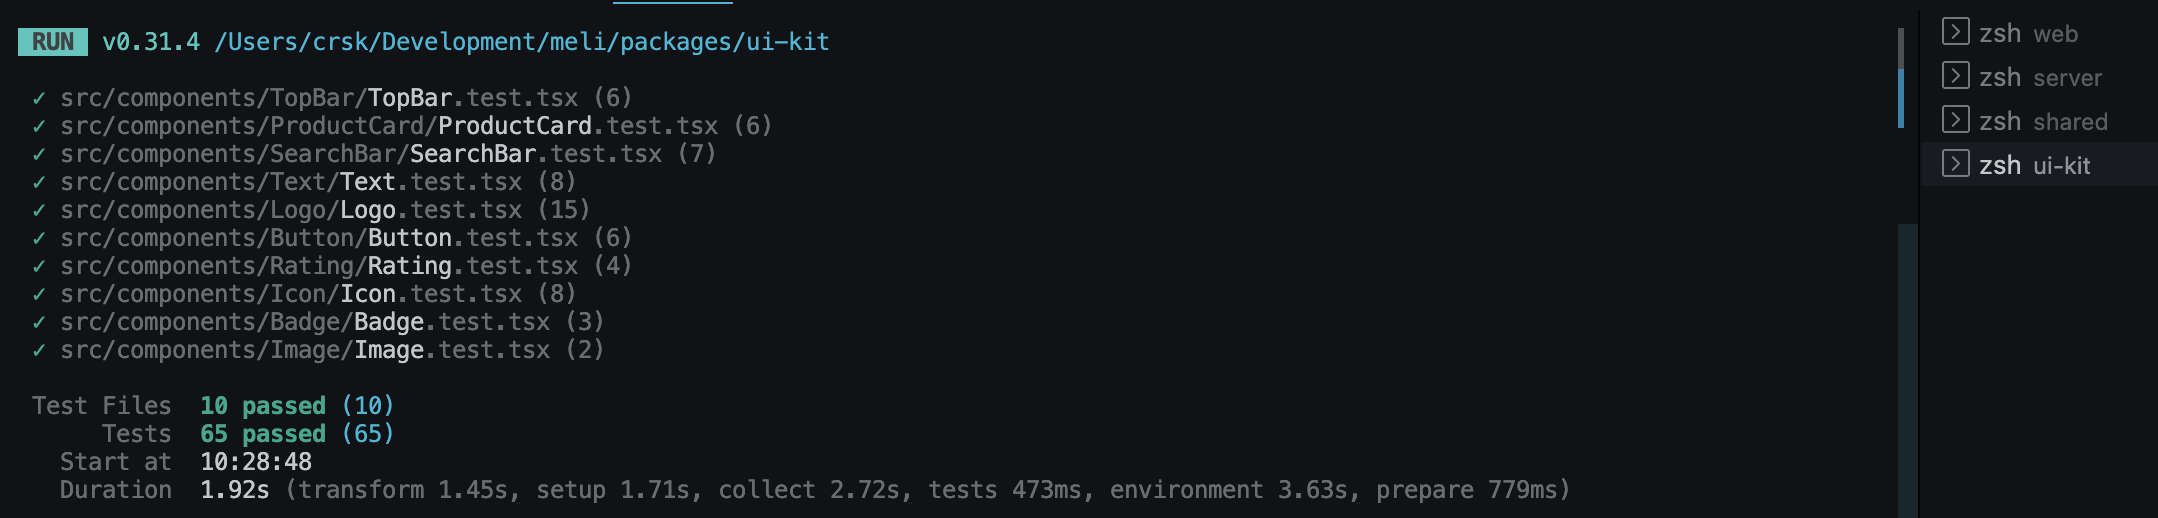 RUN v0.31.4 /Users/crsk/Development/meli/packages/ui-kit
✓ src/components/TopBar/TopBar.test.tsx (6)
✓ src/components/ProductCard/ProductCard.test.tsx (6)
✓ src/components/SearchBar/SearchBar.test.tsx (7)
✓ src/components/Text/Text.test.tsx (8)
✓ src/components/Logo/Logo.test.tsx (15)
✓ src/components/Button/Button.test.tsx (6)
✓ src/components/Rating/Rating.test.tsx (4)
✓ src/components/Icon/Icon.test.tsx (8)
✓ src/components/Badge/Badge.test.tsx (3)
✓ src/components/Image/Image.test.tsx (2)
Test Files 10 passed (10)
Tests 65 passed (65)
Start at 10:28:48
Duration 1.92s (transform 1.45s, setup 1.71s, collect 2.72s, tests 473ms, environment 3.63s, prepare 779ms)
zsh web
zsh server
zsh shared
zsh ui-kit